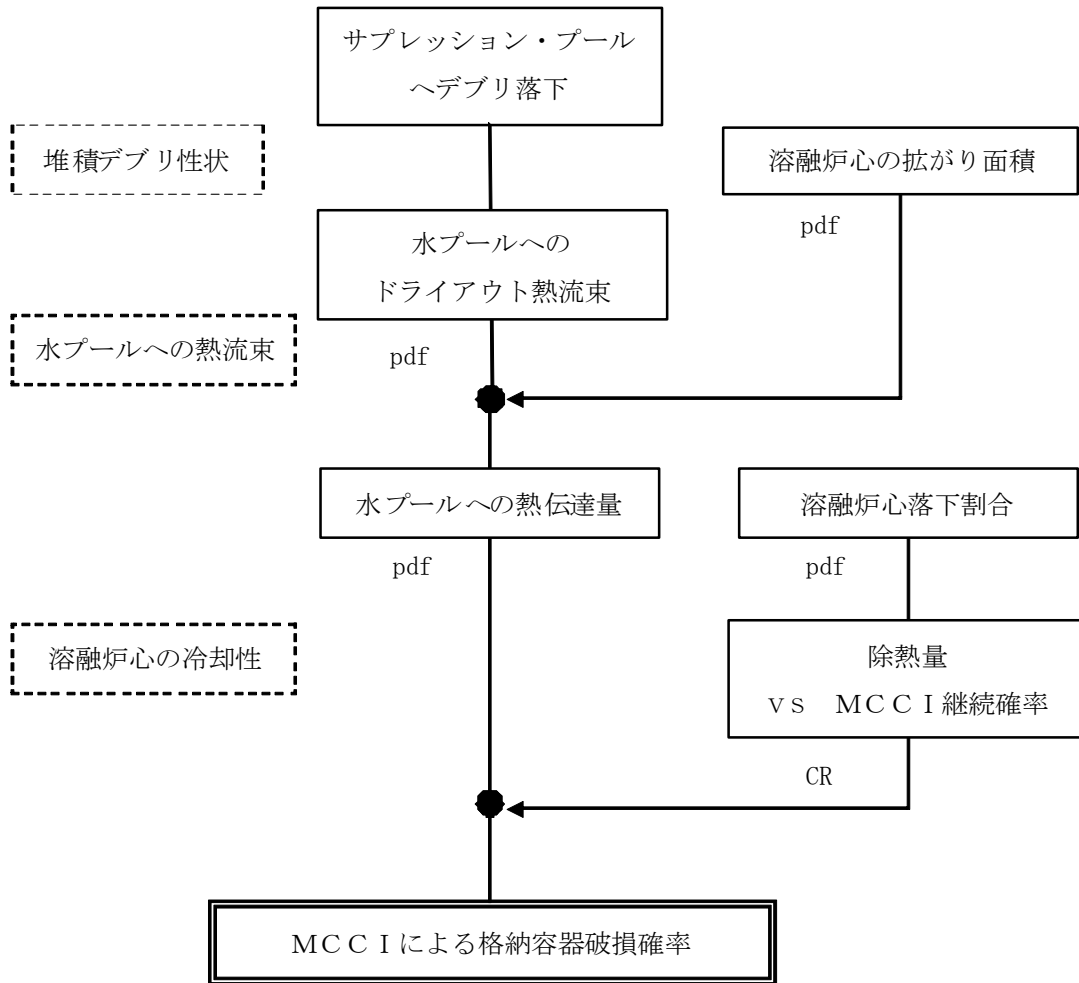 サプレッション・プール
へデブリ落下
堆積デブリ性状
溶融炉心の拡がり面積
pdf
水プールへの
ドライアウト熱流束
水プールへの熱流束
pdf
水プールへの熱伝達量
溶融炉心落下割合
pdf
pdf
溶融炉心の冷却性
除熱量
VS ＭＣＣＩ継続確率
CR
ＭＣＣＩによる格納容器破損確率